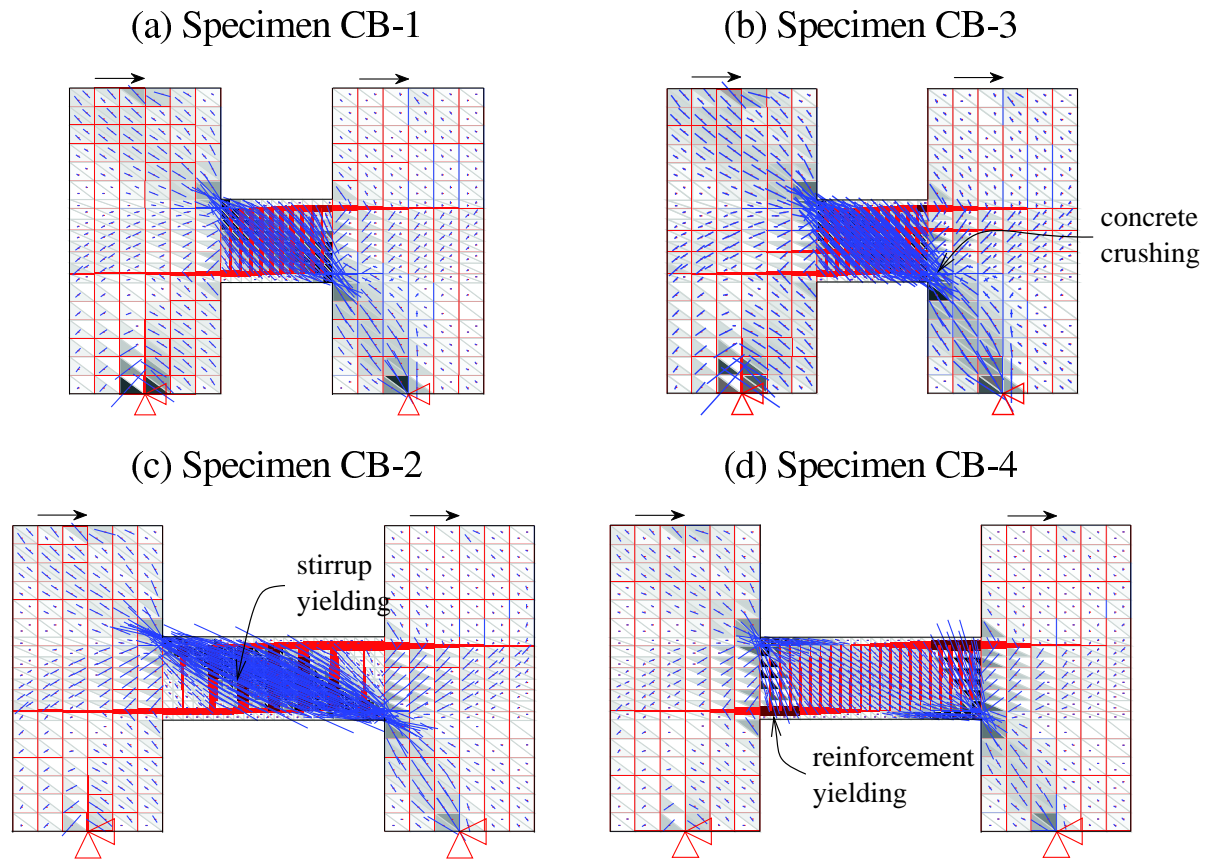 (a) Specimen CB-1
(b) Specimen CB-3
concrete
crushing
(c) Specimen CB-2
(d) Specimen CB-4
stirrup
yielding
reinforcement
yielding